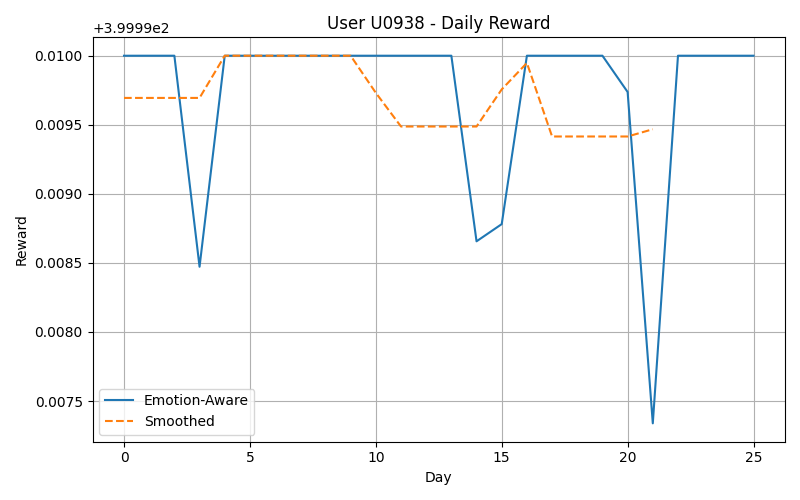 User U0938 - Daily Reward
+3.9999e2
0.0100
0.0095
0.0090
0.0085
0.0080
0.0075
Reward
Emotion-Aware
Smoothed
0 5 10 15 20 25
Day